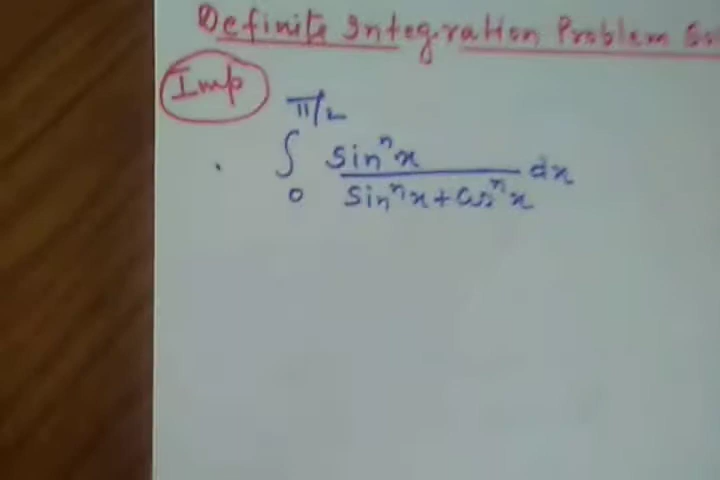 Definite Integration Problem
Imp
π/2
∫ sinⁿx dx
0 sinⁿx + cosⁿx